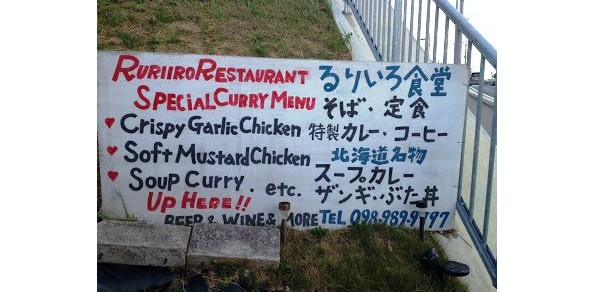 RURIIRO RESTAURANT るりいろ食堂
SPECIAL CURRY MENU そば・定食
♥ CRISPY GARLIC CHICKEN 特製カレー・コーヒー
♥ SOFT MUSTARD CHICKEN 北海道名物
♥ SOUP CURRY . etc. スープカレー
UP HERE!! ザンギ・ぶた丼
BEER & WINE & MORE TEL 098-989-